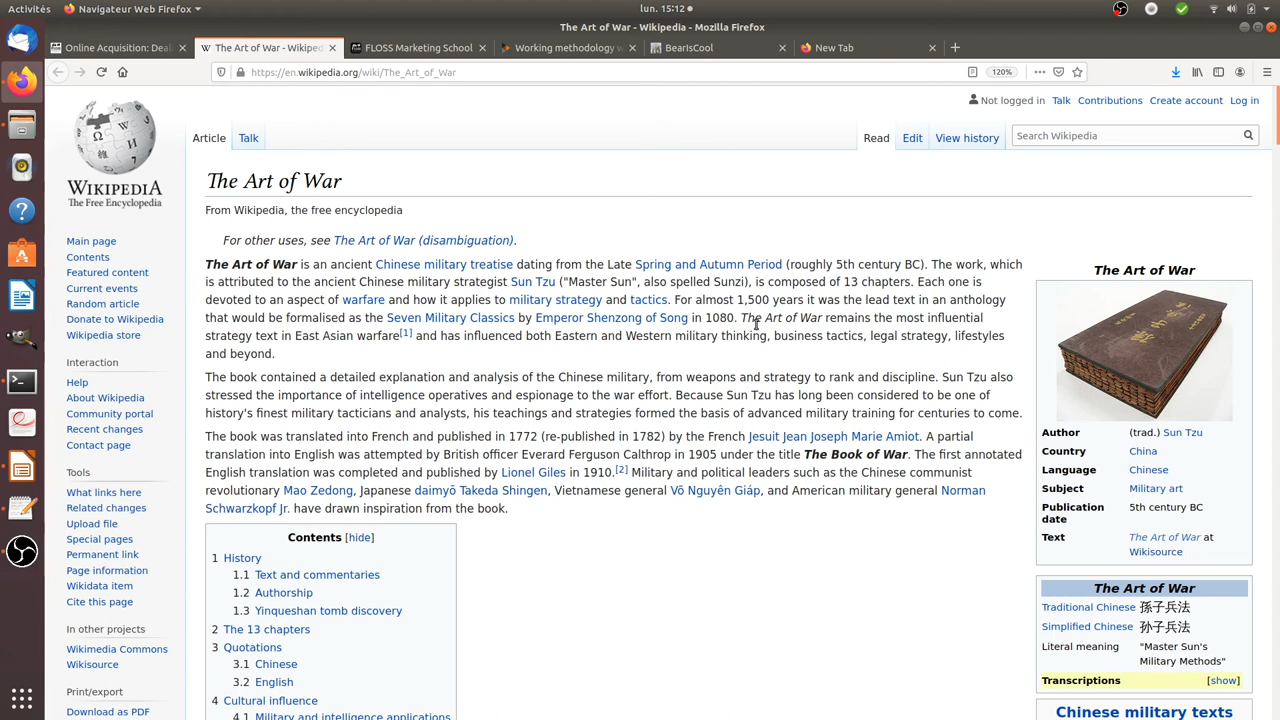 Activités
Navigateur Web Firefox
lun. 15:12
The Art of War - Wikipedia - Mozilla Firefox
Online Acquisition: Deal
The Art of War - Wikiped
FLOSS Marketing School
Working methodology w
BearIsCool
New Tab
https://en.wikipedia.org/wiki/The_Art_of_War
120%
Not logged in Talk Contributions Create account Log in
Article Talk
Read Edit View history
Search Wikipedia
WIKIPEDIA
The Free Encyclopedia
Main page
Contents
Featured content
Current events
Random article
Donate to Wikipedia
Wikipedia store
Interaction
Help
About Wikipedia
Community portal
Recent changes
Contact page
Tools
What links here
Related changes
Upload file
Special pages
Permanent link
Page information
Wikidata item
Cite this page
In other projects
Wikimedia Commons
Wikisource
Print/export
Download as PDF
The Art of War
From Wikipedia, the free encyclopedia
For other uses, see The Art of War (disambiguation).
The Art of War is an ancient Chinese military treatise dating from the Late Spring and Autumn Period (roughly 5th century BC). The work, which
is attributed to the ancient Chinese military strategist Sun Tzu ("Master Sun", also spelled Sunzi), is composed of 13 chapters. Each one is
devoted to an aspect of warfare and how it applies to military strategy and tactics. For almost 1,500 years it was the lead text in an anthology
that would be formalised as the Seven Military Classics by Emperor Shenzong of Song in 1080. The Art of War remains the most influential
strategy text in East Asian warfare[1] and has influenced both Eastern and Western military thinking, business tactics, legal strategy, lifestyles
and beyond.
The book contained a detailed explanation and analysis of the Chinese military, from weapons and strategy to rank and discipline. Sun Tzu also
stressed the importance of intelligence operatives and espionage to the war effort. Because Sun Tzu has long been considered to be one of
history's finest military tacticians and analysts, his teachings and strategies formed the basis of advanced military training for centuries to come.
The book was translated into French and published in 1772 (re-published in 1782) by the French Jesuit Jean Joseph Marie Amiot. A partial
translation into English was attempted by British officer Everard Ferguson Calthrop in 1905 under the title The Book of War. The first annotated
English translation was completed and published by Lionel Giles in 1910.[2] Military and political leaders such as the Chinese communist
revolutionary Mao Zedong, Japanese daimyō Takeda Shingen, Vietnamese general Võ Nguyên Giáp, and American military general Norman
Schwarzkopf Jr. have drawn inspiration from the book.
Contents [hide]
1 History
1.1 Text and commentaries
1.2 Authorship
1.3 Yinqueshan tomb discovery
2 The 13 chapters
3 Quotations
3.1 Chinese
3.2 English
4 Cultural influence
4.1 Military and intelligence applications
The Art of War
Author (trad.) Sun Tzu
Country China
Language Chinese
Subject Military art
Publication date 5th century BC
Text The Art of War at
Wikisource
The Art of War
Traditional Chinese 孫子兵法
Simplified Chinese 孙子兵法
Literal meaning "Master Sun's
Military Methods"
Transcriptions [show]
Chinese military texts